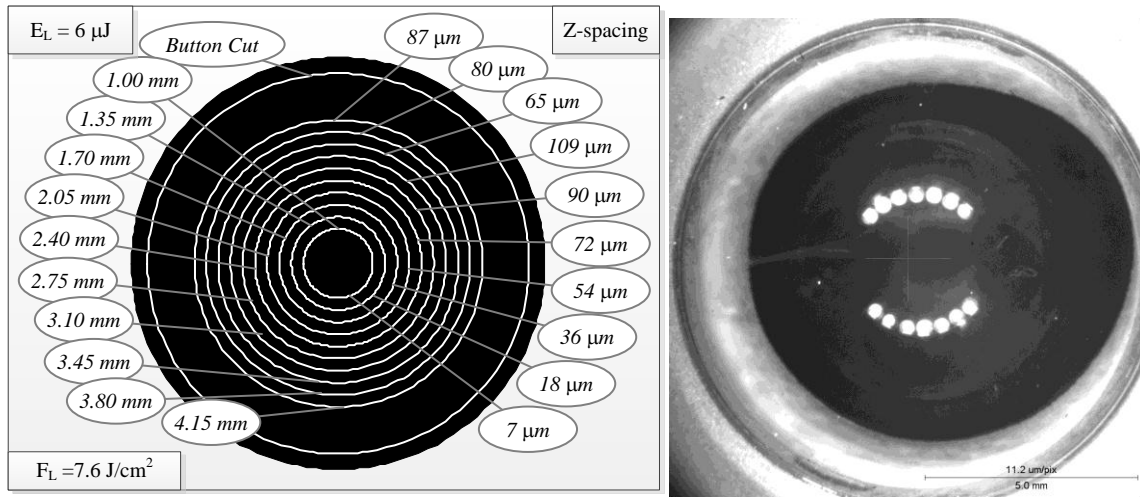 E_L = 6 µJ
Button Cut
87 µm
Z-spacing
80 µm
1.00 mm
65 µm
1.35 mm
109 µm
1.70 mm
90 µm
2.05 mm
72 µm
2.40 mm
54 µm
2.75 mm
36 µm
3.10 mm
18 µm
3.45 mm
7 µm
3.80 mm
4.15 mm
F_L =7.6 J/cm²
11.2 um/pix
5.0 mm